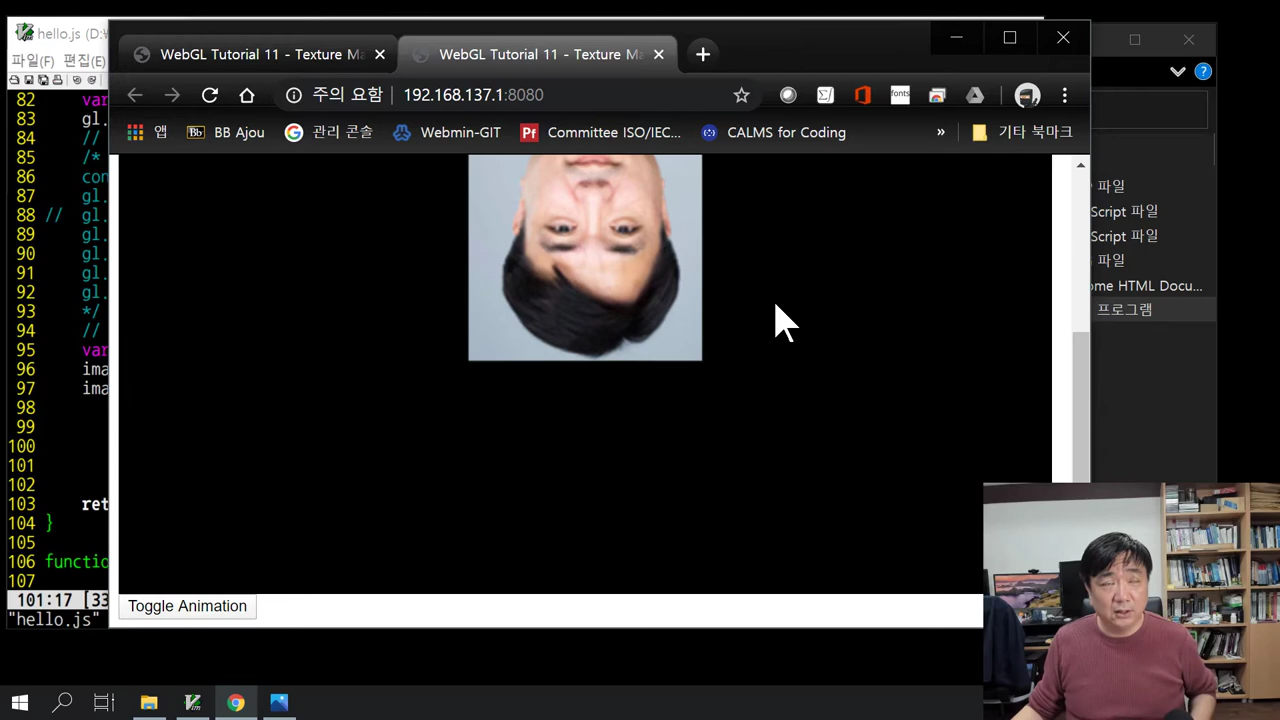 hello.js (D:\
파일(F) 편집(E)
WebGL Tutorial 11 - Texture Ma
WebGL Tutorial 11 - Texture Ma
주의 요함
192.168.137.1:8080
fonts
앱
BB Ajou
관리 콘솔
Webmin-GIT
Committee ISO/IEC...
CALMS for Coding
»
기타 북마크
82 var
83 gl.
84 //
85 /*
86 con
87 gl.
88 // gl.
89 gl.
90 gl.
91 gl.
92 gl.
93 */
94 //
95 var
96 ima
97 ima
98
99
100
101
102
103 ret
104 }
105
106 functio
107
101:17 [33
"hello.js"
Toggle Animation
파일
Script 파일
Script 파일
파일
ome HTML Docu...
프로그램